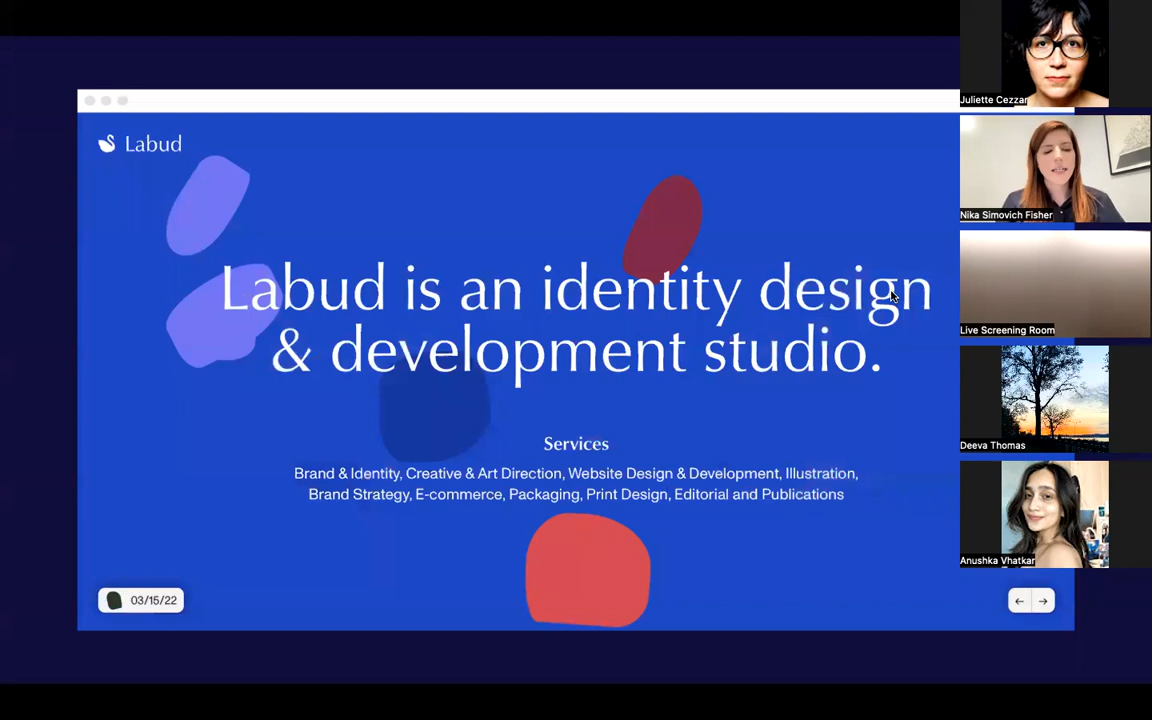 Labud
Labud is an identity design
& development studio.
Services
Brand & Identity, Creative & Art Direction, Website Design & Development, Illustration,
Brand Strategy, E-commerce, Packaging, Print Design, Editorial and Publications
03/15/22
Juliette Cezzar
Nika Simovich Fisher
Live Screening Room
Deeva Thomas
Anushka Vhatkar